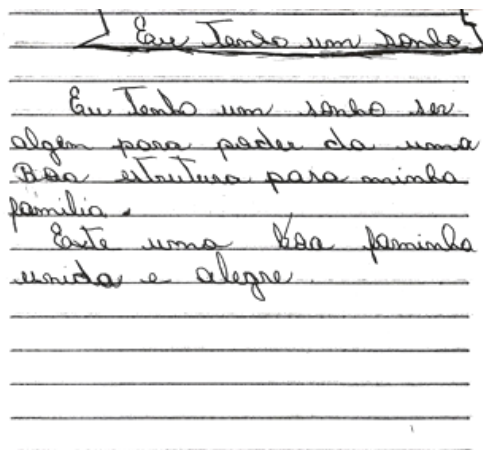 Eu Tenho um sonho
Eu Tenho um sonho ser
algem para poder da uma
Boa estrutura para minha
familia.
Este uma boa faminha
unida e alegre.